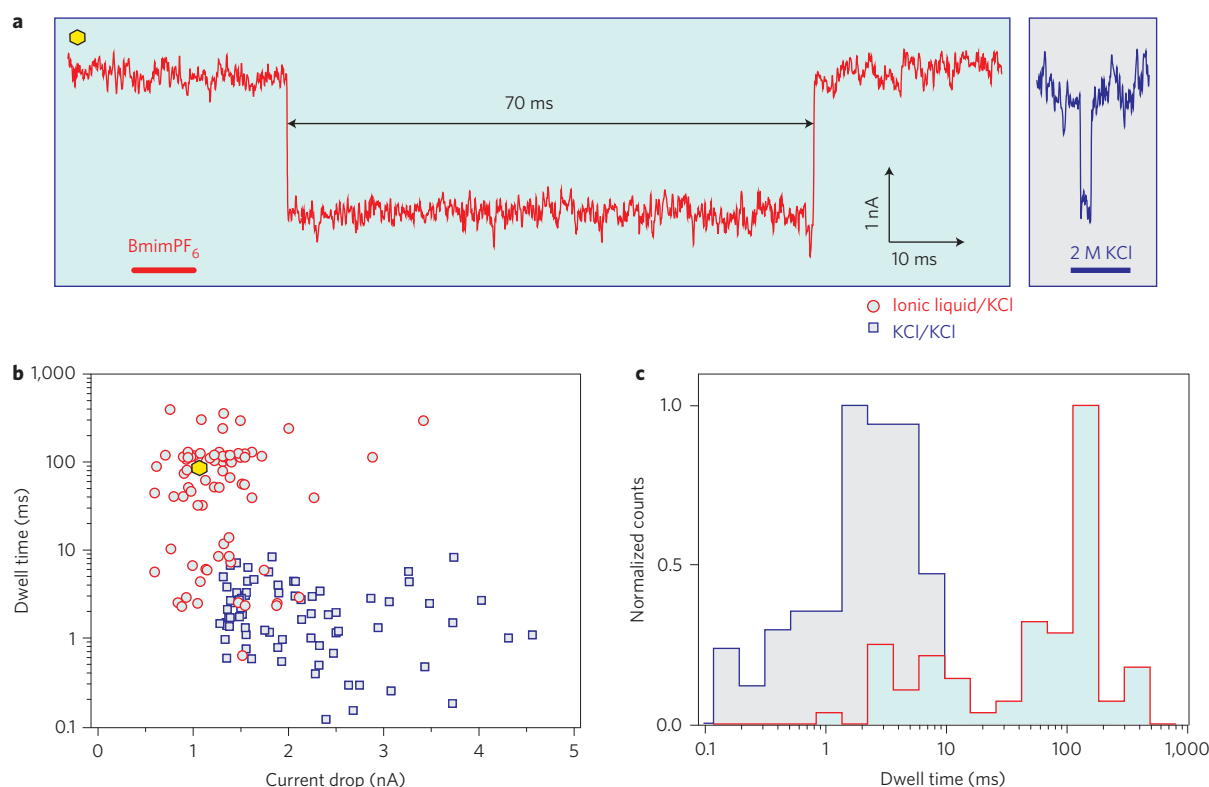 a
70 ms
BmimPF₆
1 nA
10 ms
2 M KCl
Ionic liquid/KCl
KCl/KCl
b
Dwell time (ms)
1,000
100
10
1
0.1
0 1 2 3 4 5
Current drop (nA)
c
Normalized counts
1.0
0.5
0.0
0.1 1 10 100 1,000
Dwell time (ms)